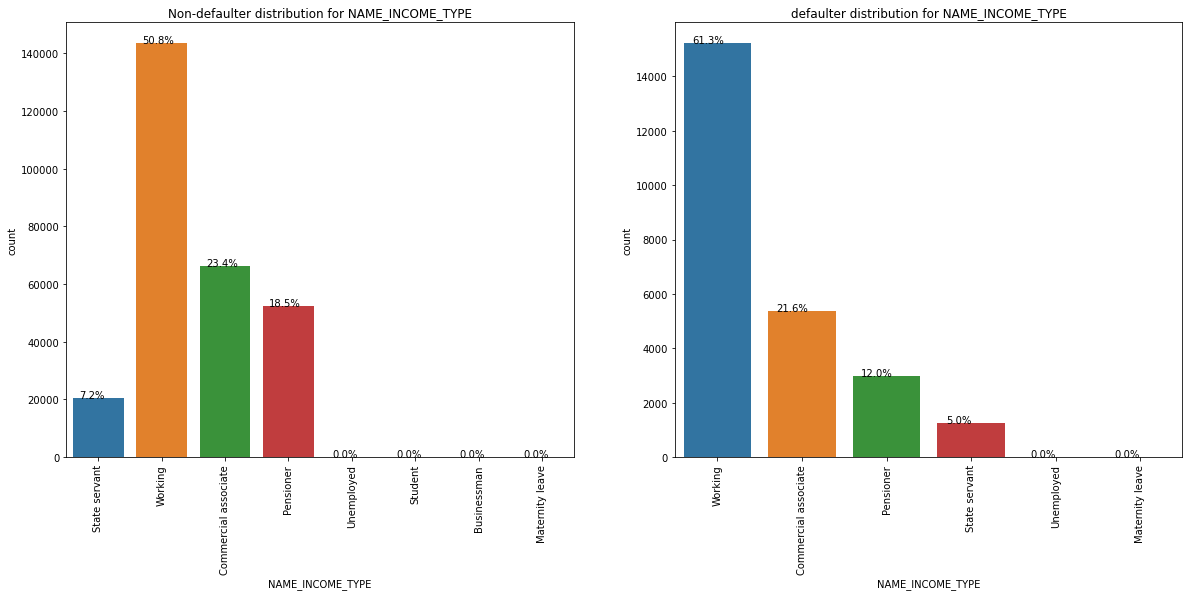 Non-defaulter distribution for NAME_INCOME_TYPE
140000
120000
100000
80000
60000
40000
20000
0
count
7.2%
50.8%
23.4%
18.5%
0.0%
0.0%
0.0%
0.0%
State servant
Working
Commercial associate
Pensioner
Unemployed
Student
Businessman
Maternity leave
NAME_INCOME_TYPE
defaulter distribution for NAME_INCOME_TYPE
14000
12000
10000
8000
6000
4000
2000
0
count
61.3%
21.6%
12.0%
5.0%
0.0%
0.0%
Working
Commercial associate
Pensioner
State servant
Unemployed
Maternity leave
NAME_INCOME_TYPE